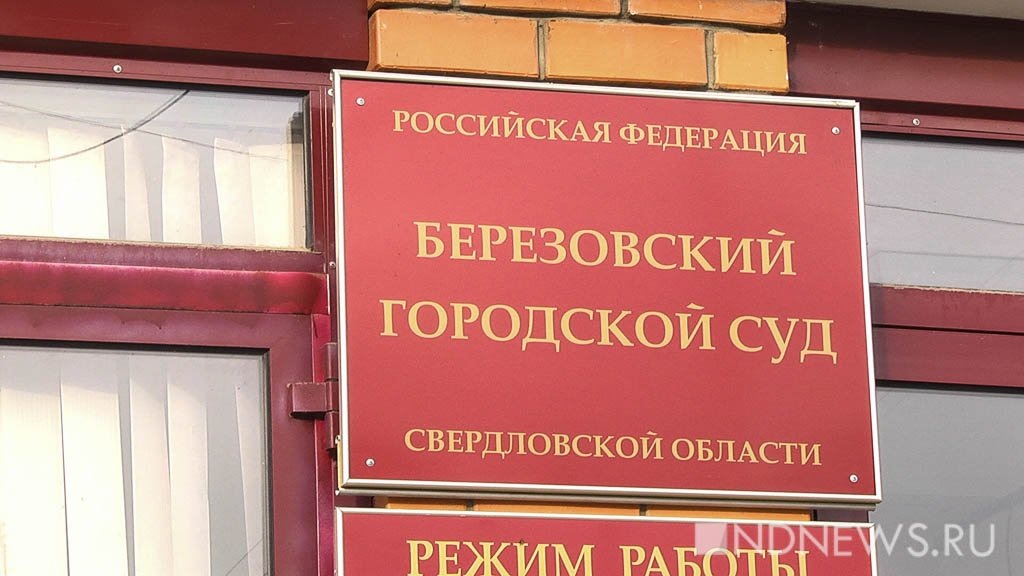 РОССИЙСКАЯ ФЕДЕРАЦИЯ
БЕРЕЗОВСКИЙ
ГОРОДСКОЙ СУД
СВЕРДЛОВСКОЙ ОБЛАСТИ
РЕЖИМ РАБОТЫ
NDNEWS.RU